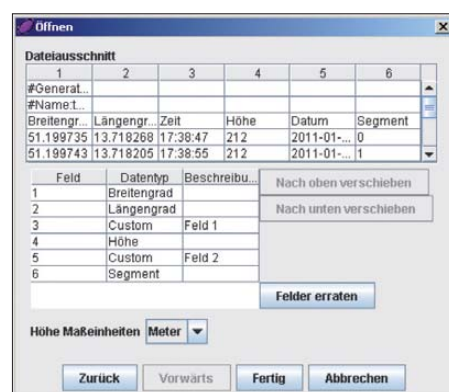 Öffnen
Dateiausschnitt
1 2 3 4 5 6
#Generat...
#Name:t...
Breitengr... Längengr... Zeit Höhe Datum Segment
51.199735 13.718268 17:38:47 212 2011-01-... 0
51.199743 13.718205 17:38:55 212 2011-01-... 1
Feld Datentyp Beschreibu...
1 Breitengrad
2 Längengrad
3 Custom Feld 1
4 Höhe
5 Custom Feld 2
6 Segment
Nach oben verschieben
Nach unten verschieben
Felder erraten
Höhe Maßeinheiten Meter
Zurück Vorwärts Fertig Abbrechen